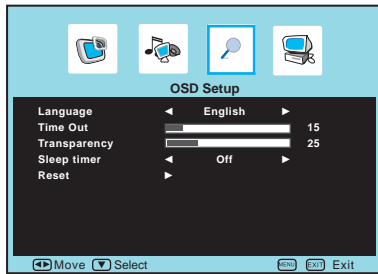 OSD Setup
Language ◄ English ►
Time Out 15
Transparency 25
Sleep timer ◄ Off ►
Reset ►
◄► Move ▼ Select MENU EXIT Exit